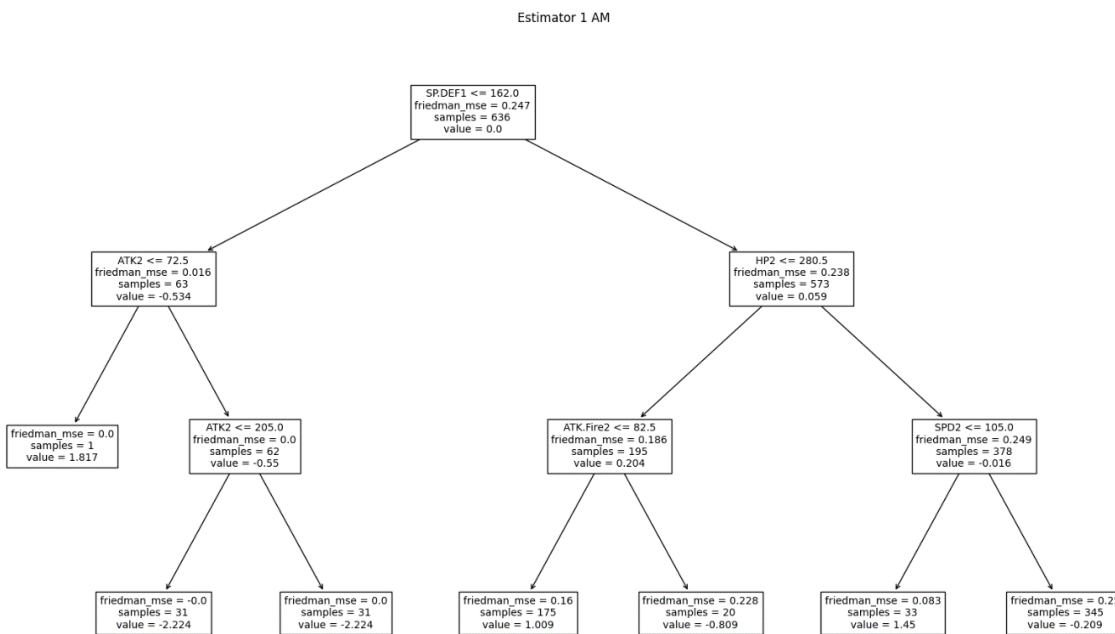 Estimator 1 AM
SP.DEF1 <= 162.0
friedman_mse = 0.247
samples = 636
value = 0.0
ATK2 <= 72.5
friedman_mse = 0.016
samples = 63
value = -0.534
HP2 <= 280.5
friedman_mse = 0.238
samples = 573
value = 0.059
friedman_mse = 0.0
samples = 1
value = 1.817
ATK2 <= 205.0
friedman_mse = 0.0
samples = 62
value = -0.55
ATK.Fire2 <= 82.5
friedman_mse = 0.186
samples = 195
value = 0.204
SPD2 <= 105.0
friedman_mse = 0.249
samples = 378
value = -0.016
friedman_mse = -0.0
samples = 31
value = -2.224
friedman_mse = 0.0
samples = 31
value = -2.224
friedman_mse = 0.16
samples = 175
value = 1.009
friedman_mse = 0.228
samples = 20
value = -0.809
friedman_mse = 0.083
samples = 33
value = 1.45
friedman_mse =
samples = 345
value = -0.209